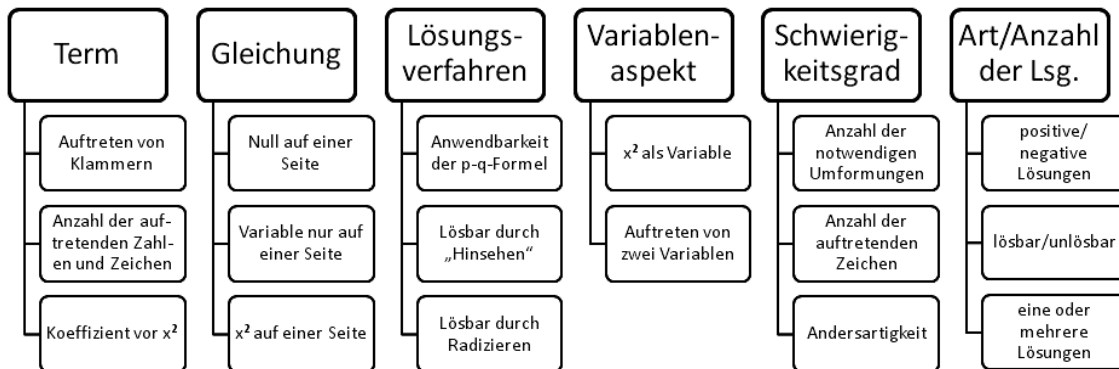 Term
Auftreten von
Klammern
Anzahl der auf-
tretenden Zahl-
en und Zeichen
Koeffizient vor x²
Gleichung
Null auf einer
Seite
Variable nur auf
einer Seite
x² auf einer Seite
Lösungs-
verfahren
Anwendbarkeit
der p-q-Formel
Lösbar durch
„Hinsehen“
Lösbar durch
Radizieren
Variablen-
aspekt
x² als Variable
Auftreten von
zwei Variablen
Schwierig-
keitsgrad
Anzahl der
notwendigen
Umformungen
Anzahl der
auftretenden
Zeichen
Andersartigkeit
Art/Anzahl
der Lsg.
positive/
negative
Lösungen
lösbar/unlösbar
eine oder
mehrere
Lösungen